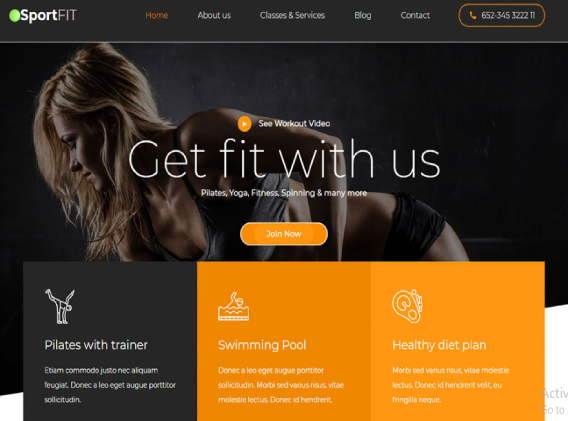 SportFIT
Home
About us
Classes & Services
Blog
Contact
652-345 3222 11
See Workout Video
Get fit with us
Pilates, Yoga, Fitness, Spinning & many more
Join Now
Pilates with trainer
Etiam commodo justo nec aliquam
feugiat. Donec a leo eget augue porttitor
sollicitudin.
Swimming Pool
Donec a leo eget augue porttitor
sollicitudin. Morbi sed varius risus, vitae
molestie lectus. Donec id hendrerit.
Healthy diet plan
Morbi sed varius risus, vitae molestie
lectus. Donec id hendrerit velit, eu
fringilla neque.
Activ
Go to